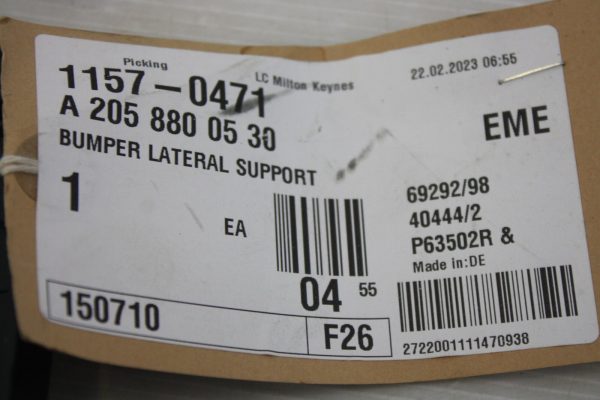 Picking
1157-0471
LC Milton Keynes
22.02.2023 06:55
A 205 880 05 30
EME
BUMPER LATERAL SUPPORT
1
EA
69292/98
40444/2
P63502R &
Made in:DE
04 55
150710
F26
2722001111470938